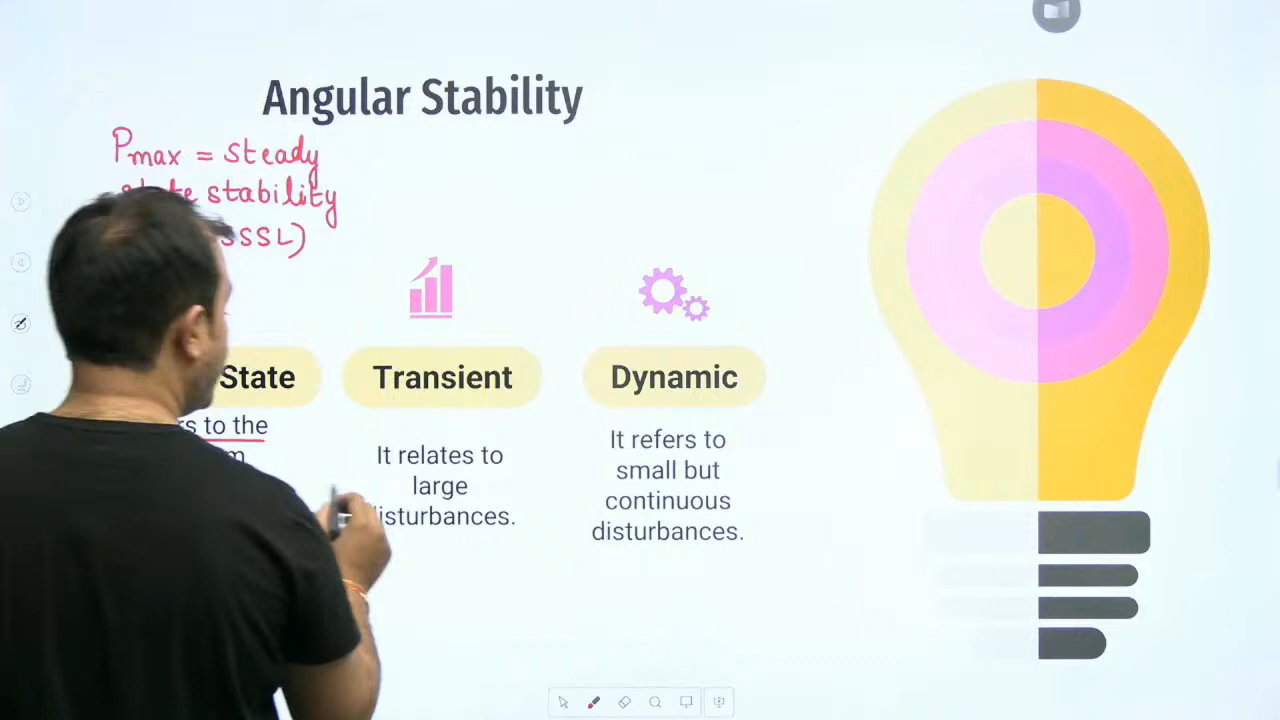 Angular Stability
Pmax = steady
state stability
(SSSL)
State
to the
Transient
It relates to
large
disturbances.
Dynamic
It refers to
small but
continuous
disturbances.